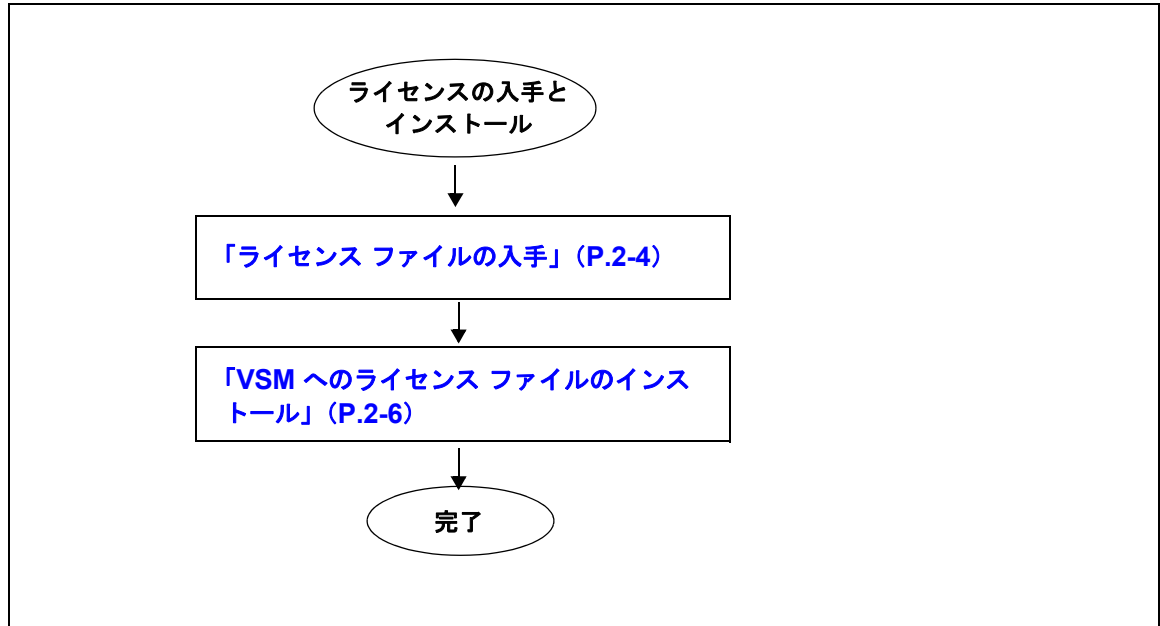 ライセンスの入手と
インストール
「ライセンス ファイルの入手」（P.2-4）
「VSM へのライセンス ファイルのインス
トール」（P.2-6）
完了